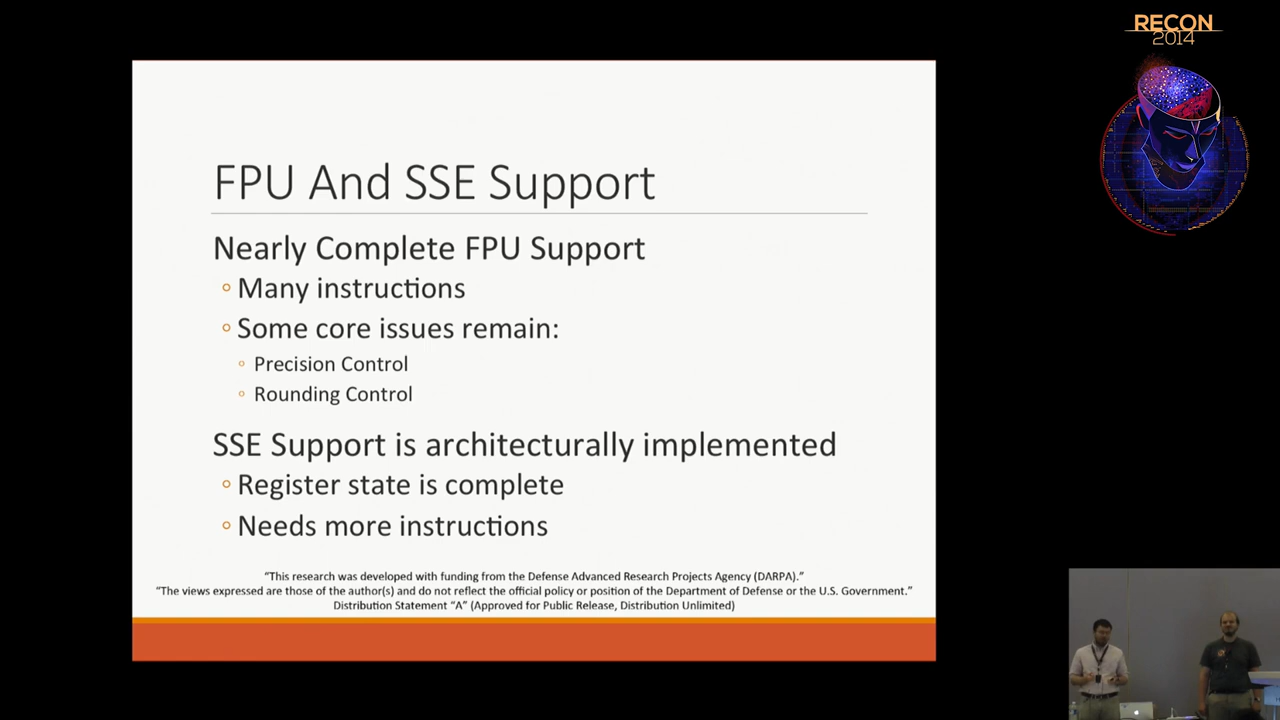 RECON
2014
FPU And SSE Support
Nearly Complete FPU Support
Many instructions
Some core issues remain:
Precision Control
Rounding Control
SSE Support is architecturally implemented
Register state is complete
Needs more instructions
“This research was developed with funding from the Defense Advanced Research Projects Agency (DARPA).”
“The views expressed are those of the author(s) and do not reflect the official policy or position of the Department of Defense or the U.S. Government.”
Distribution Statement “A” (Approved for Public Release, Distribution Unlimited)